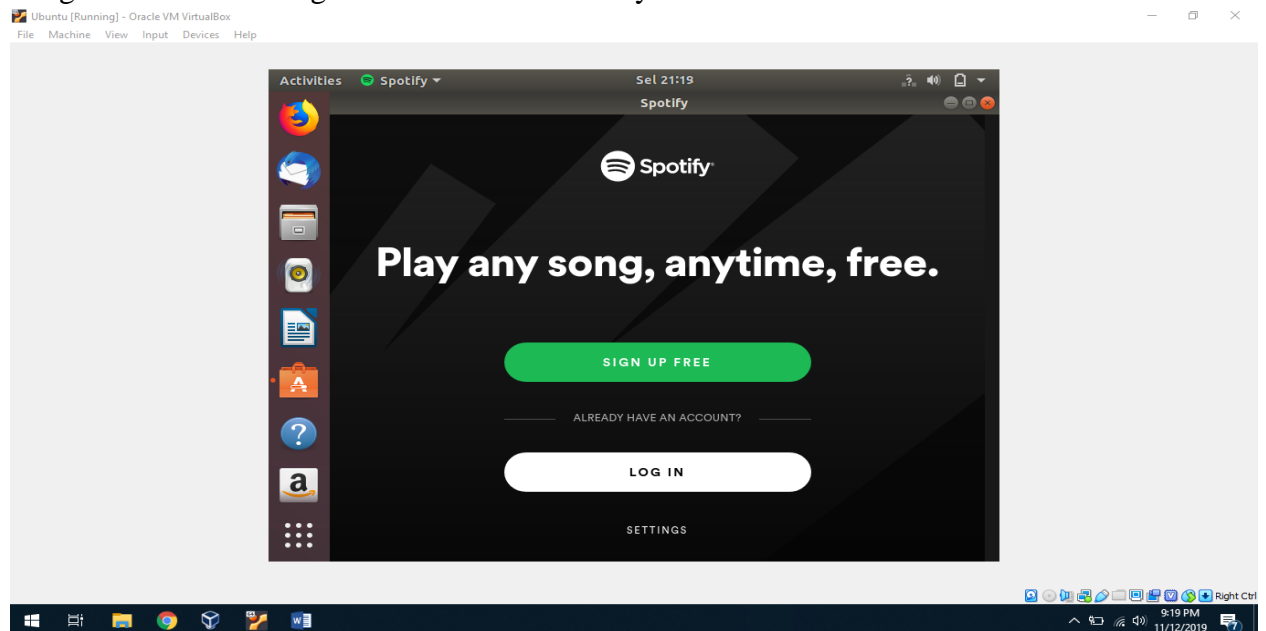 Ubuntu [Running] - Oracle VM VirtualBox
File Machine View Input Devices Help
Activities Spotify Sel 21:19
Spotify
Spotify
Play any song, anytime, free.
SIGN UP FREE
ALREADY HAVE AN ACCOUNT?
LOG IN
SETTINGS
Right Ctrl
9:19 PM
11/12/2019